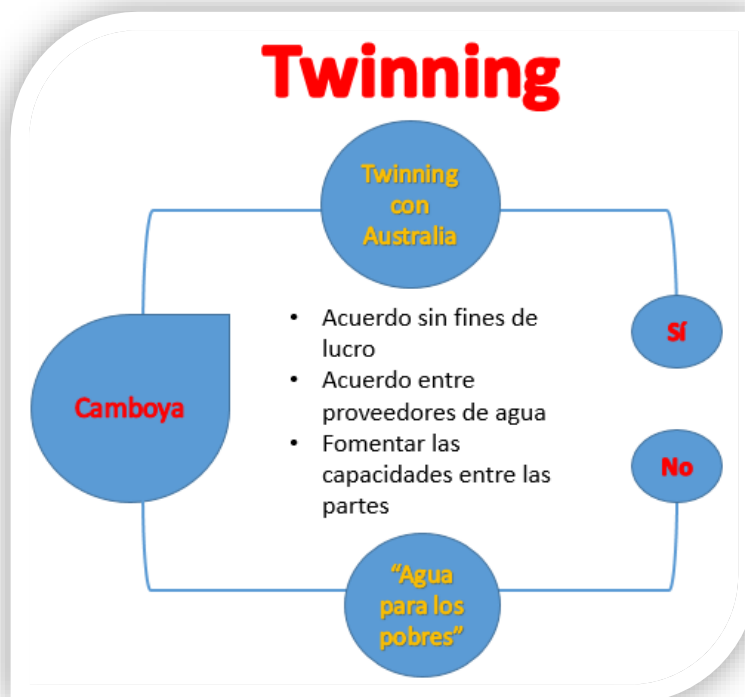 Twinning
Twinning
con
Australia
• Acuerdo sin fines de
lucro
• Acuerdo entre
proveedores de agua
• Fomentar las
capacidades entre las
partes
Camboya
Sí
No
“Agua
para los
pobres”